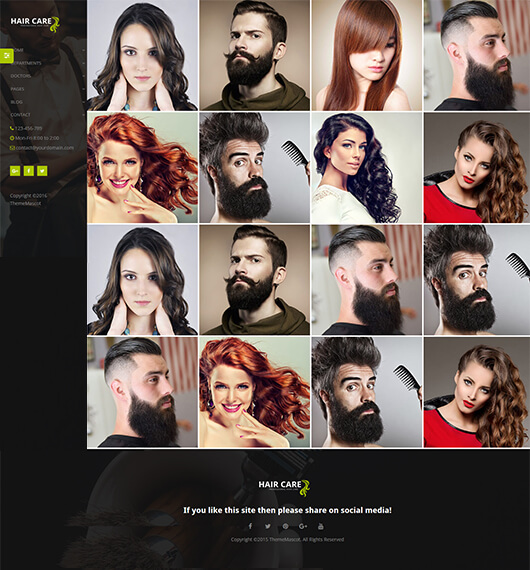 HAIR CARE
HOME
DEPARTMENTS
DOCTORS
PAGES
BLOG
CONTACT
123-456-789
Mon-Fri 8:00 to 2:00
contact@yourdomain.com
Copyright ©2016
ThemeMascot
HAIR CARE
If you like this site then please share on social media!
Copyright ©2015 ThemeMascot. All Rights Reserved